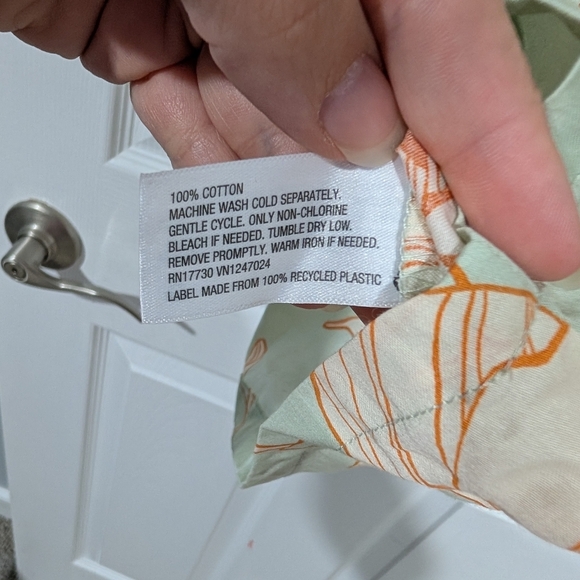 100% COTTON
MACHINE WASH COLD SEPARATELY,
GENTLE CYCLE. ONLY NON-CHLORINE
BLEACH IF NEEDED. TUMBLE DRY LOW.
REMOVE PROMPTLY, WARM IRON IF NEEDED.
RN17730 VN1247024
LABEL MADE FROM 100% RECYCLED PLASTIC